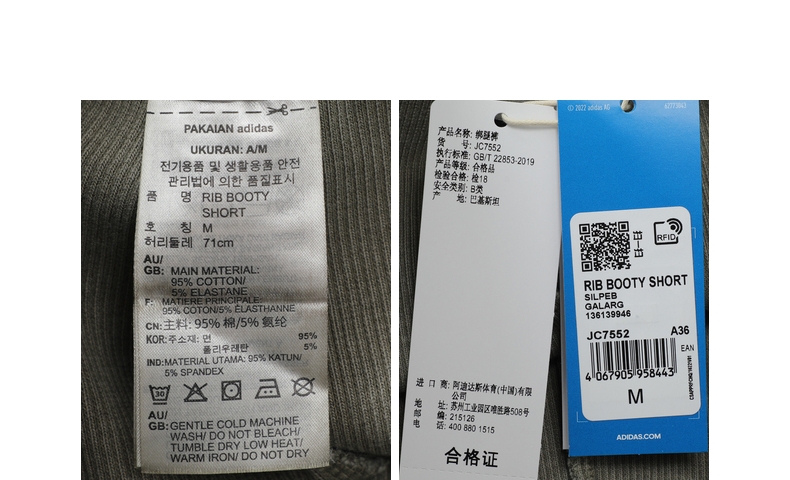 PAKAIAN adidas
UKURAN: A/M
전기용품 및 생활용품 안전
관리법에 의한 품질표시
품 명 RIB BOOTY
SHORT
호 칭 M
허리둘레 71cm
AU/
GB: MAIN MATERIAL:
95% COTTON/
5% ELASTANE
F: MATIERE PRINCIPALE:
95% COTON/5% ÉLASTHANNE
CN: 主料: 95% 棉/5% 氨纶
KOR: 주소재: 면 95%
폴리우레탄 5%
IND: MATERIAL UTAMA: 95% KATUN/
5% SPANDEX
30
AU/
GB: GENTLE COLD MACHINE
WASH/ DO NOT BLEACH/
TUMBLE DRY LOW HEAT/
WARM IRON/ DO NOT DRY
产品名称: 绑腿裤
货 号: JC7552
执行标准: GB/T 22853-2019
产品等级: 合格品
检验合格: 检18
安全类别: B类
产 地: 巴基斯坦
进 口 商: 阿迪达斯体育(中国)有限
公司
地 址: 苏州工业园区唯胜路508号
邮 编: 215126
电 话: 400 880 1515
合格证
© 2022 adidas AG
RFID
RIB BOOTY SHORT
SILPEB
GALARG
136139946
JC7552 A36
EAN
4 067905 958443
M
ADIDAS.COM